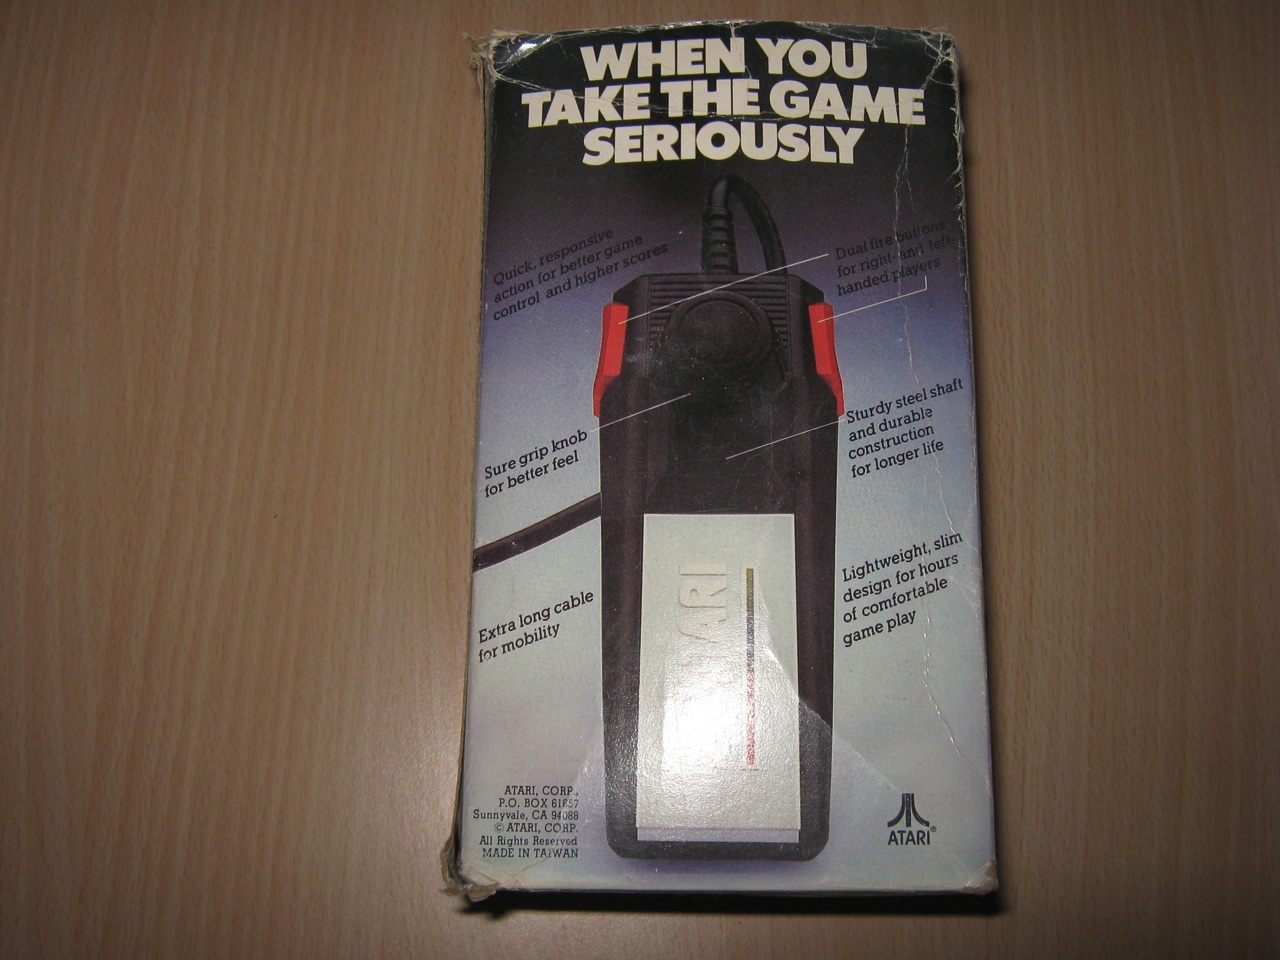 WHEN YOU
TAKE THE GAME
SERIOUSLY
Quick, responsive
action for better game
control and higher scores
Dual fire buttons
for right- and left-
handed players
Sure grip knob
for better feel
Sturdy steel shaft
and durable
construction
for longer life
Extra long cable
for mobility
Lightweight, slim
design for hours
of comfortable
game play
ARI
ATARI, CORP.,
P.O. BOX 61657
Sunnyvale, CA 94088
© ATARI, CORP.
All Rights Reserved
MADE IN TAIWAN
ATARI®